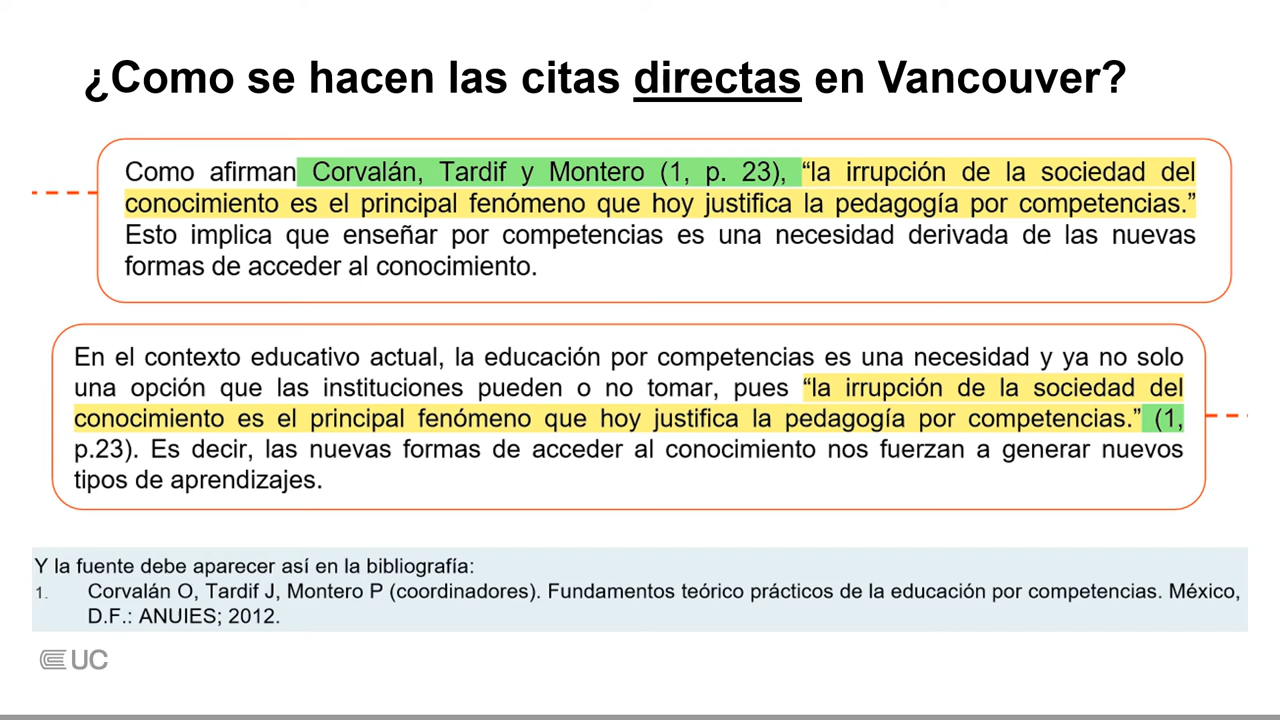 ¿Como se hacen las citas directas en Vancouver?
Como afirman Corvalán, Tardif y Montero (1, p. 23), “la irrupción de la sociedad del
conocimiento es el principal fenómeno que hoy justifica la pedagogía por competencias.”
Esto implica que enseñar por competencias es una necesidad derivada de las nuevas
formas de acceder al conocimiento.
En el contexto educativo actual, la educación por competencias es una necesidad y ya no solo
una opción que las instituciones pueden o no tomar, pues “la irrupción de la sociedad del
conocimiento es el principal fenómeno que hoy justifica la pedagogía por competencias.” (1,
p.23). Es decir, las nuevas formas de acceder al conocimiento nos fuerzan a generar nuevos
tipos de aprendizajes.
Y la fuente debe aparecer así en la bibliografía:
1. Corvalán O, Tardif J, Montero P (coordinadores). Fundamentos teórico prácticos de la educación por competencias. México,
D.F.: ANUIES; 2012.
UC